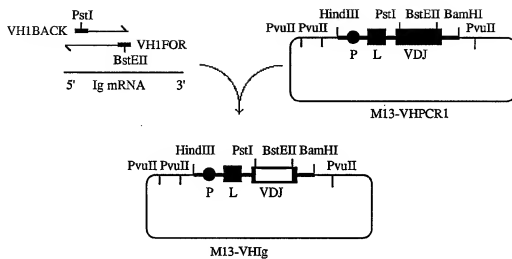 PstI
VH1BACK
VH1FOR
BstEII
5' Ig mRNA 3'
HindIII PstI BstEII BamHI
PvuII PvuII PvuII
P L VDJ
M13-VHPCR1
HindIII PstI BstEII BamHI
PvuII PvuII PvuII
P L VDJ
M13-VHIg